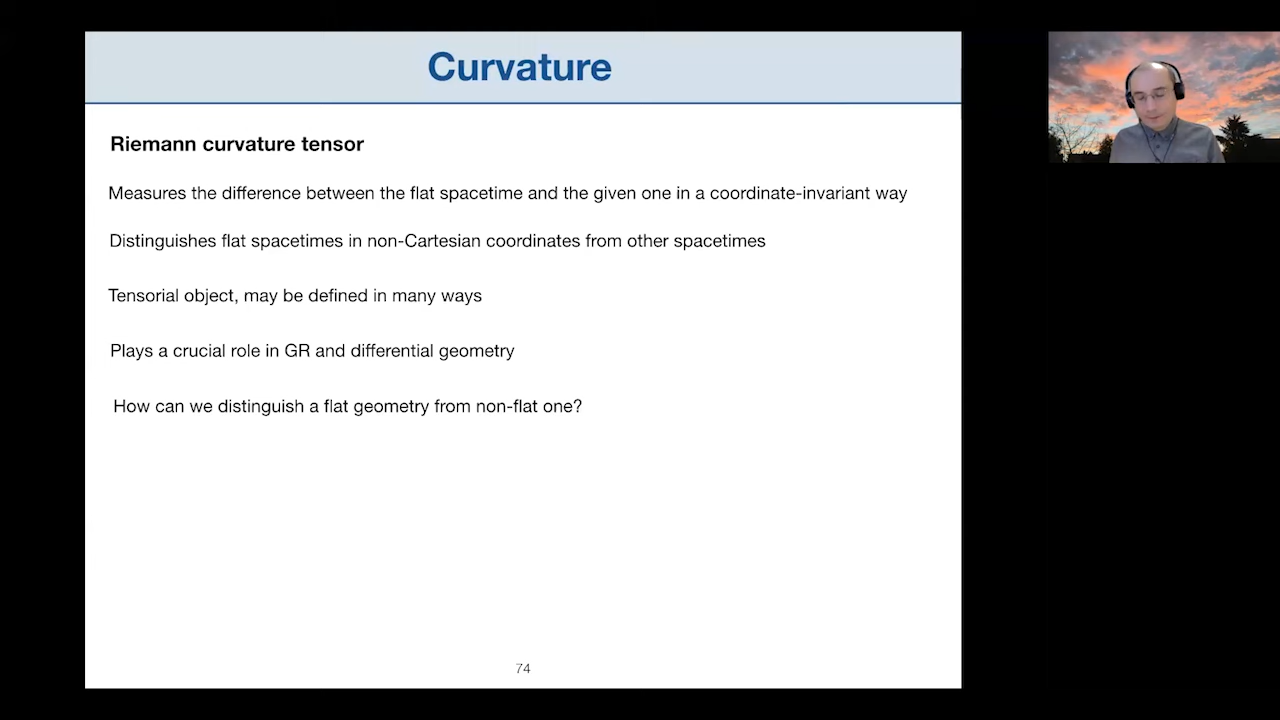 Curvature
Riemann curvature tensor
Measures the difference between the flat spacetime and the given one in a coordinate-invariant way
Distinguishes flat spacetimes in non-Cartesian coordinates from other spacetimes
Tensorial object, may be defined in many ways
Plays a crucial role in GR and differential geometry
How can we distinguish a flat geometry from non-flat one?
74